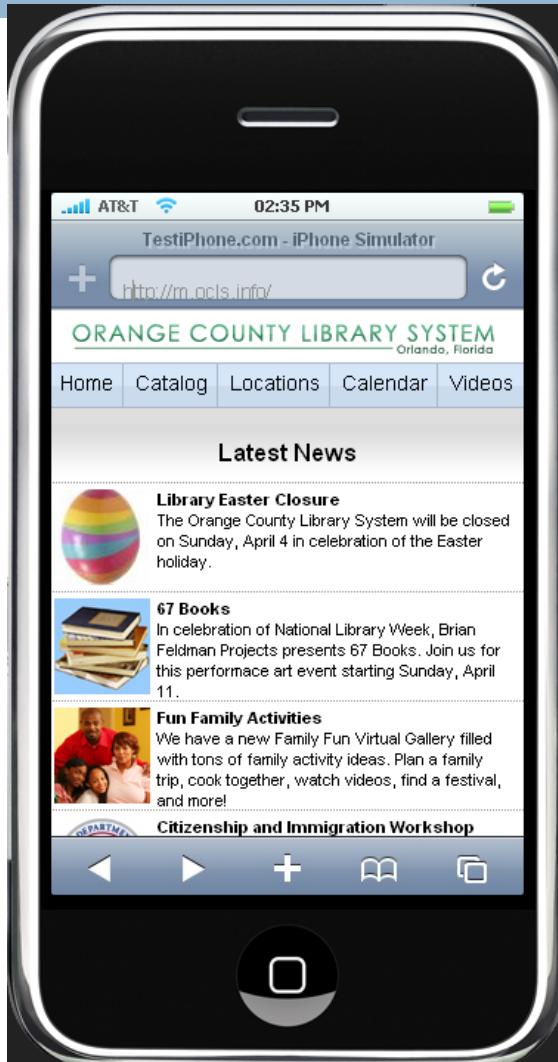 AT&T 02:35 PM
TestiPhone.com - iPhone Simulator
http://m.ocls.info/
ORANGE COUNTY LIBRARY SYSTEM
Orlando, Florida
Home Catalog Locations Calendar Videos
Latest News
Library Easter Closure
The Orange County Library System will be closed
on Sunday, April 4 in celebration of the Easter
holiday.
67 Books
In celebration of National Library Week, Brian
Feldman Projects presents 67 Books. Join us for
this performace art event starting Sunday, April
11.
Fun Family Activities
We have a new Family Fun Virtual Gallery filled
with tons of family activity ideas. Plan a family
trip, cook together, watch videos, find a festival,
and more!
DEPARTM
Citizenship and Immigration Workshop